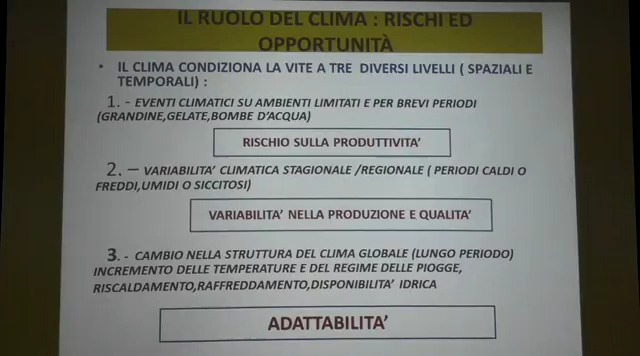 IL RUOLO DEL CLIMA : RISCHI ED
OPPORTUNITÀ
• IL CLIMA CONDIZIONA LA VITE A TRE DIVERSI LIVELLI ( SPAZIALI E
TEMPORALI) :
1. - EVENTI CLIMATICI SU AMBIENTI LIMITATI E PER BREVI PERIODI
(GRANDINE,GELATE,BOMBE D'ACQUA)
RISCHIO SULLA PRODUTTIVITA'
2. – VARIABILITA' CLIMATICA STAGIONALE /REGIONALE ( PERIODI CALDI O
FREDDI,UMIDI O SICCITOSI)
VARIABILITA' NELLA PRODUZIONE E QUALITA'
3. - CAMBIO NELLA STRUTTURA DEL CLIMA GLOBALE (LUNGO PERIODO)
INCREMENTO DELLE TEMPERATURE E DEL REGIME DELLE PIOGGE,
RISCALDAMENTO,RAFFREDDAMENTO,DISPONIBILITA' IDRICA
ADATTABILITA'